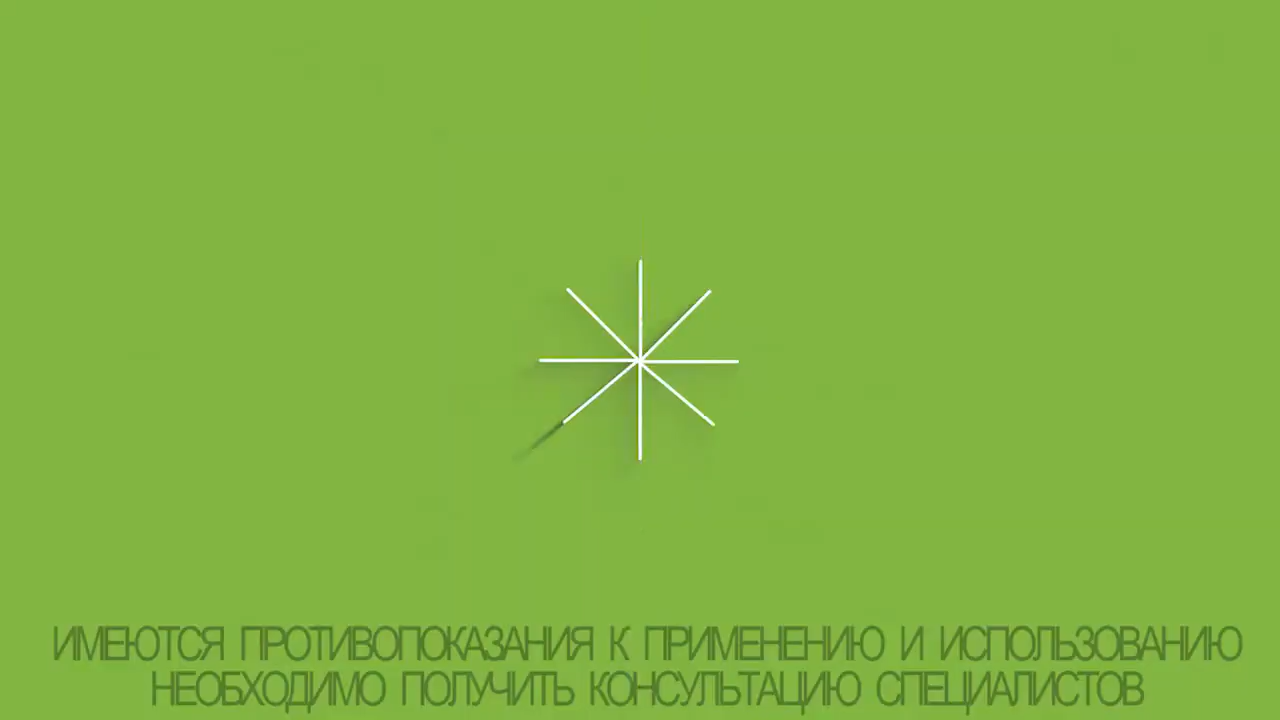 ИМЕЮТСЯ ПРОТИВОПОКАЗАНИЯ К ПРИМЕНЕНИЮ И ИСПОЛЬЗОВАНИЮ
НЕОБХОДИМО ПОЛУЧИТЬ КОНСУЛЬТАЦИЮ СПЕЦИАЛИСТОВ